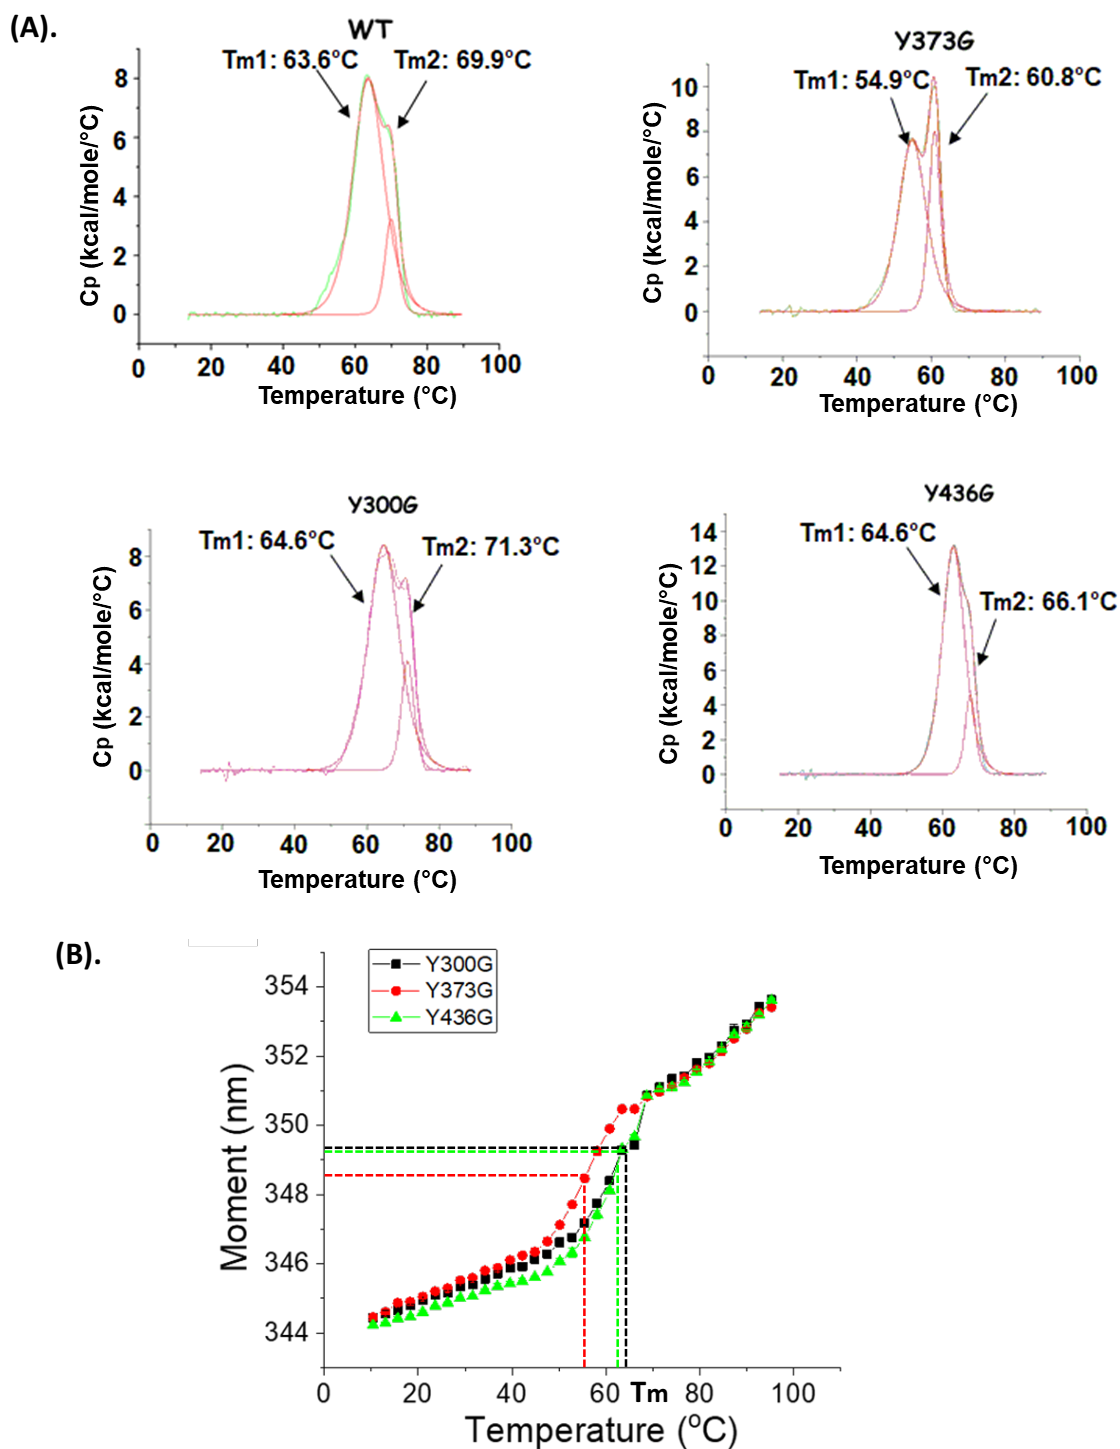 (A).
WT
Tm1: 63.6°C
Tm2: 69.9°C
Cp (kcal/mole/°C)
8
6
4
2
0
0 20 40 60 80 100
Temperature (°C)
Y373G
Tm1: 54.9°C
Tm2: 60.8°C
Cp (kcal/mole/°C)
10
8
6
4
2
0
0 20 40 60 80 100
Temperature (°C)
Y300G
Tm1: 64.6°C
Tm2: 71.3°C
Cp (kcal/mole/°C)
8
6
4
2
0
0 20 40 60 80 100
Temperature (°C)
Y436G
Tm1: 64.6°C
Tm2: 66.1°C
Cp (kcal/mole/°C)
14
12
10
8
6
4
2
0
0 20 40 60 80 100
Temperature (°C)
(B).
Y300G
Y373G
Y436G
Moment (nm)
354
352
350
348
346
344
0 20 40 60 Tm 80 100
Temperature (°C)